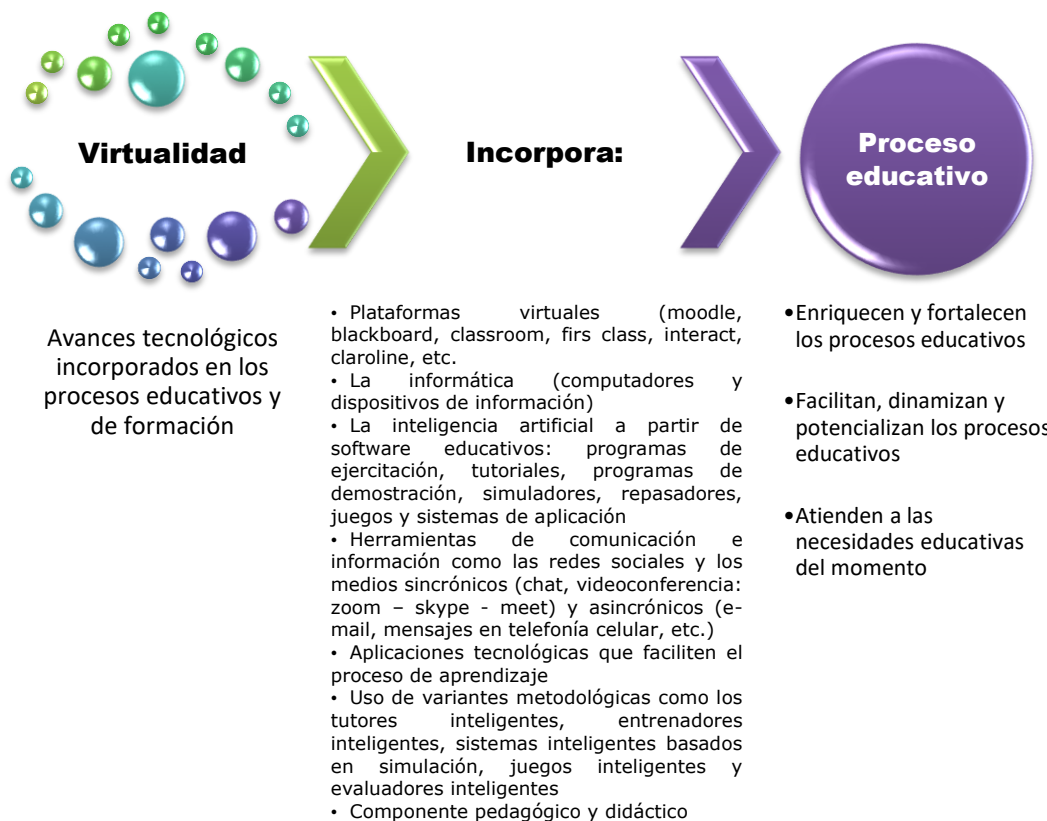 Virtualidad
Incorpora:
Proceso
educativo
Avances tecnológicos
incorporados en los
procesos educativos y
de formación
• Plataformas virtuales (moodle,
blackboard, classroom, firs class, interact,
claroline, etc.
• La informática (computadores y
dispositivos de información)
• La inteligencia artificial a partir de
software educativos: programas de
ejercitación, tutoriales, programas de
demostración, simuladores, repasadores,
juegos y sistemas de aplicación
• Herramientas de comunicación e
información como las redes sociales y los
medios sincrónicos (chat, videoconferencia:
zoom – skype - meet) y asincrónicos (e-
mail, mensajes en telefonía celular, etc.)
• Aplicaciones tecnológicas que faciliten el
proceso de aprendizaje
• Uso de variantes metodológicas como los
tutores inteligentes, entrenadores
inteligentes, sistemas inteligentes basados
en simulación, juegos inteligentes y
evaluadores inteligentes
• Componente pedagógico y didáctico
•Enriquecen y fortalecen
los procesos educativos
•Facilitan, dinamizan y
potencializan los procesos
educativos
•Atienden a las
necesidades educativas
del momento